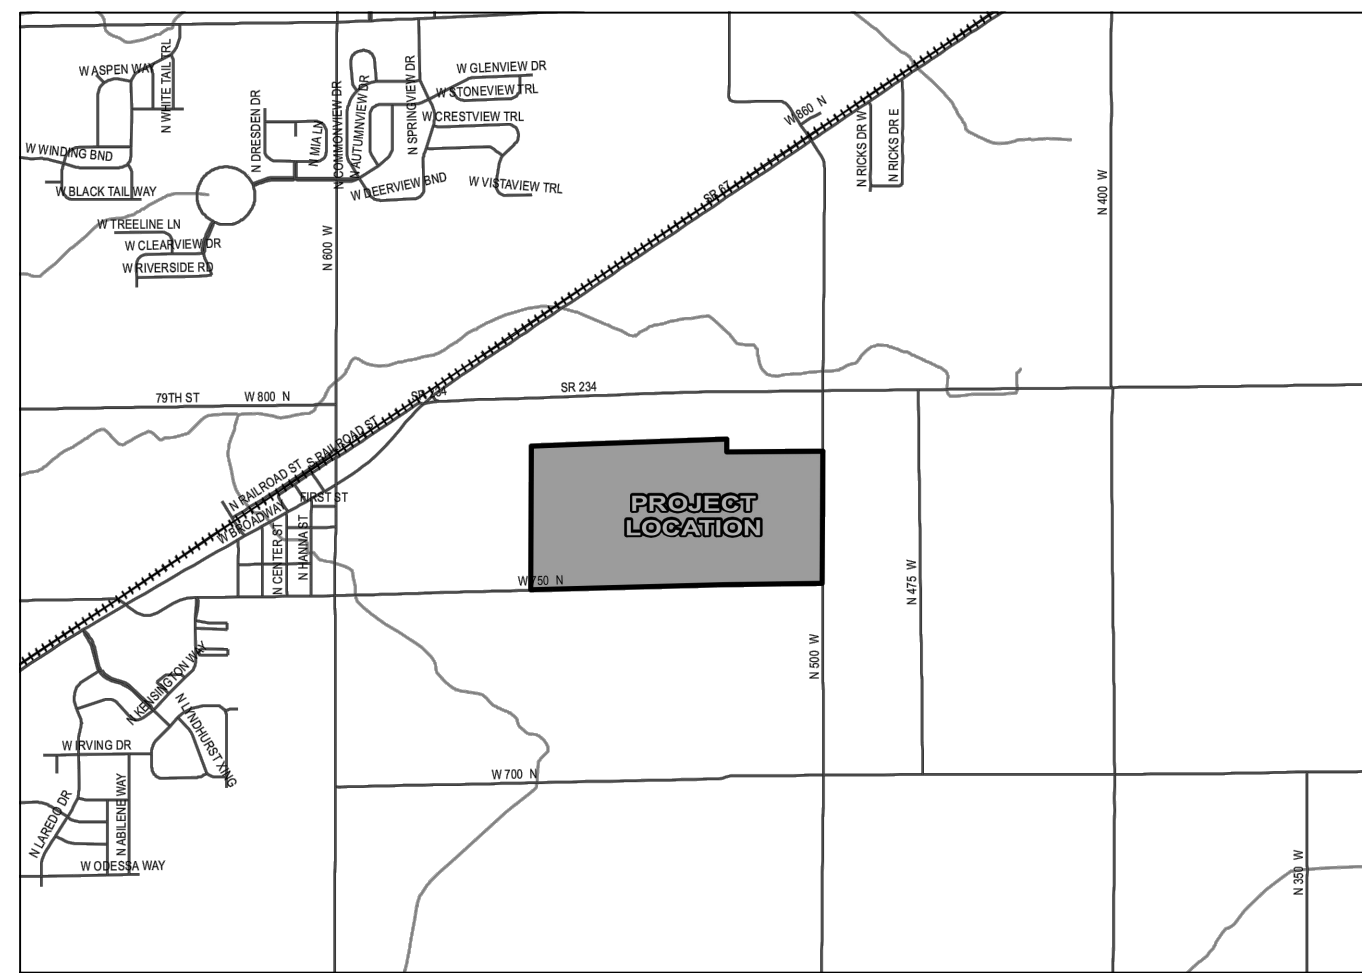 W GLENVIEW DR
W ASPEN WAY
N WHITE TAIL TRL
W STONEVIEW TRL
N SPRINGVIEW DR
N DRESDEN DR
N COMMONVIEW DR
N AUTUMNVIEW DR
W CRESTVIEW TRL
W 860 N
N RICKS DR W
N RICKS DR E
N MIA LN
W WINDING BND
W BLACK TAIL WAY
W DEERVIEW BND
W VISTAVIEW TRL
SR 67
N 400 W
W TREELINE LN
W CLEARVIEW DR
W RIVERSIDE RD
N 600 W
79TH ST
W 800 N
SR 234
SR 234
S RAILROAD ST
N RAILROAD ST
FIRST ST
W BROADWAY
N CENTER ST
N HANNA ST
PROJECT
LOCATION
W 750 N
N 475 W
N 500 W
N KENSINGTON WAY
N LYNDHURST XING
W IRVING DR
W 700 N
N LAREDO DR
N ABILENE WAY
W ODESSA WAY
N 350 W